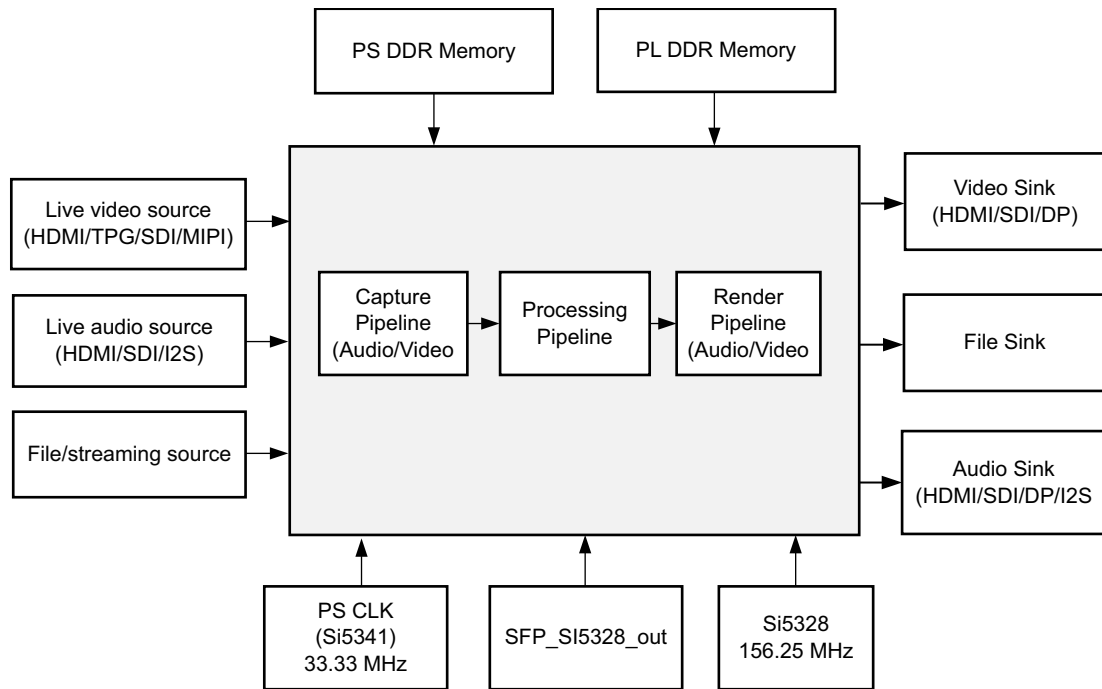 PS DDR Memory
PL DDR Memory
Live video source
(HDMI/TPG/SDI/MIPI)
Live audio source
(HDMI/SDI/I2S)
File/streaming source
Capture
Pipeline
(Audio/Video
Processing
Pipeline
Render
Pipeline
(Audio/Video
Video Sink
(HDMI/SDI/DP)
File Sink
Audio Sink
(HDMI/SDI/DP/I2S
PS CLK
(Si5341)
33.33 MHz
SFP_SI5328_out
Si5328
156.25 MHz